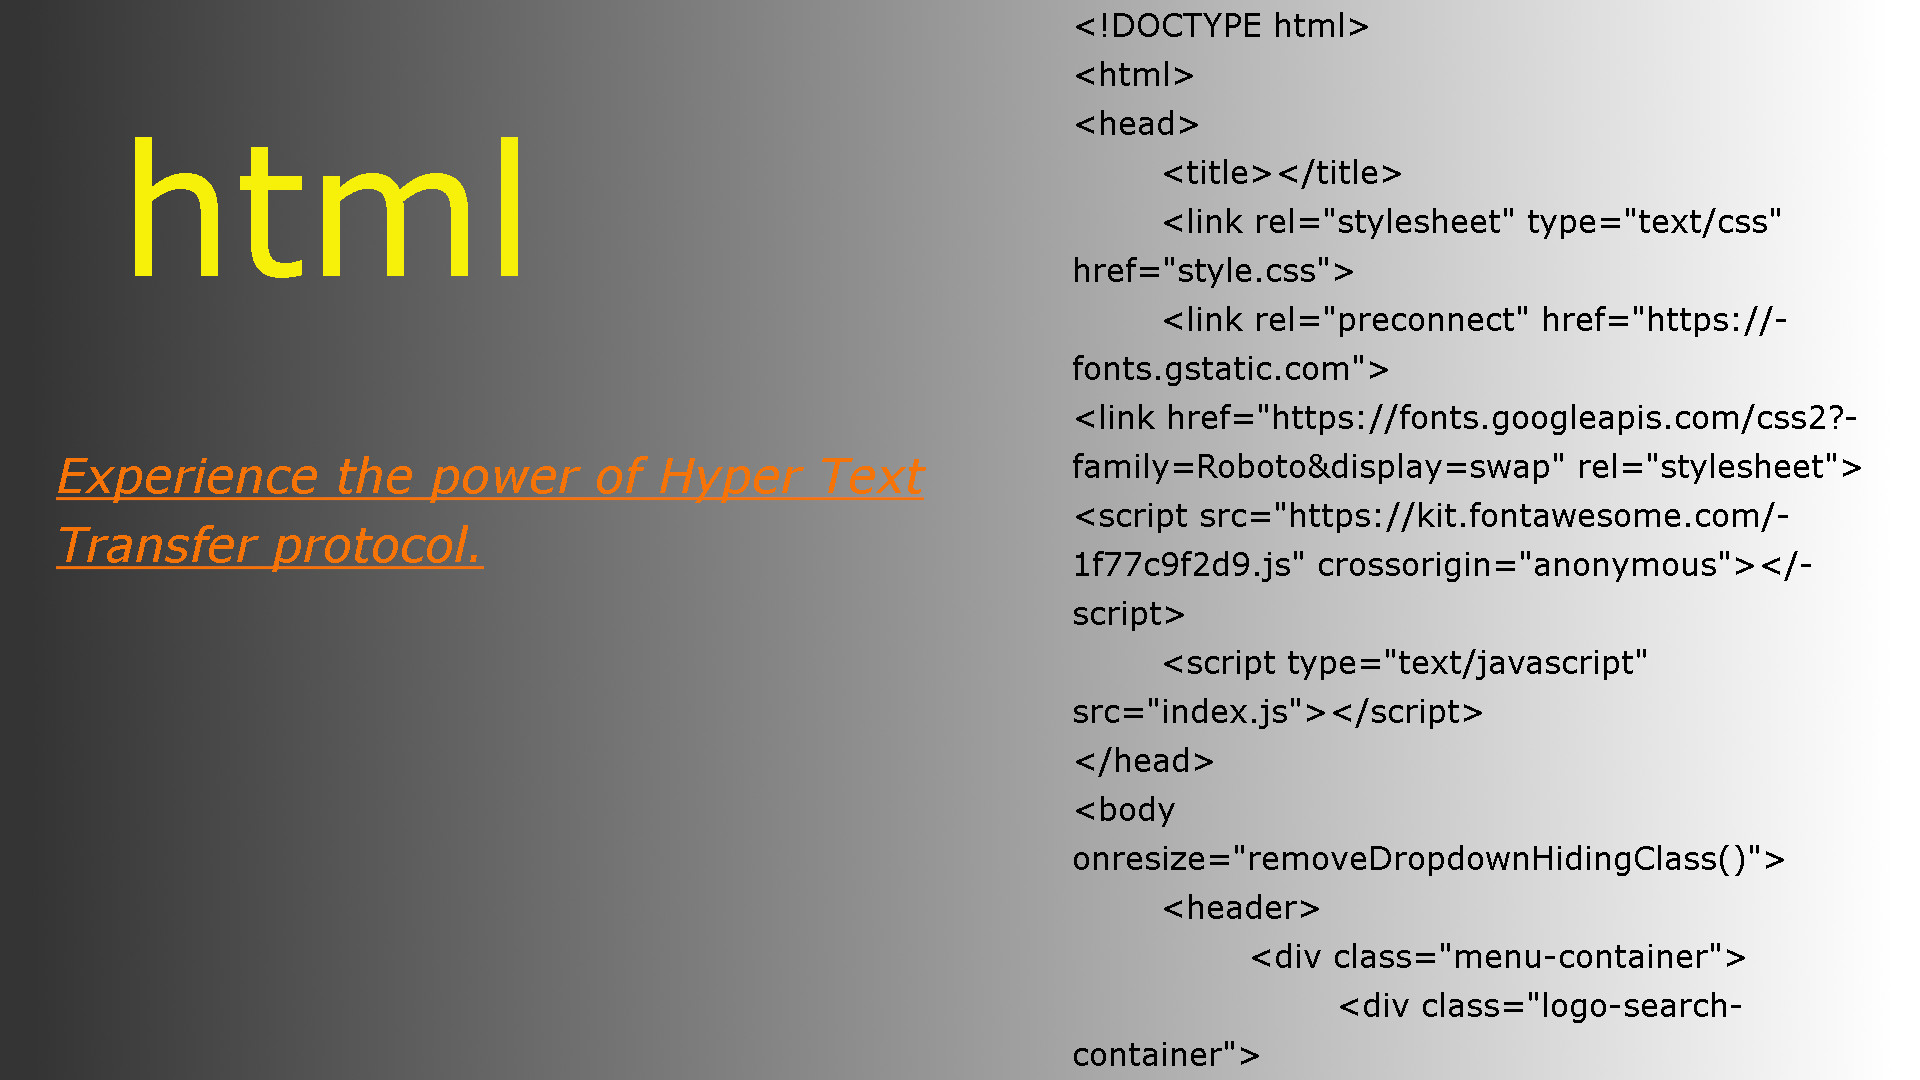 html
Experience the power of Hyper Text
Transfer protocol.
<!DOCTYPE html>
<html>
<head>
<title></title>
<link rel="stylesheet" type="text/css"
href="style.css">
<link rel="preconnect" href="https://-
fonts.gstatic.com">
<link href="https://fonts.googleapis.com/css2?-
family=Roboto&display=swap" rel="stylesheet">
<script src="https://kit.fontawesome.com/-
1f77c9f2d9.js" crossorigin="anonymous"></-
script>
<script type="text/javascript"
src="index.js"></script>
</head>
<body
onresize="removeDropdownHidingClass()">
<header>
<div class="menu-container">
<div class="logo-search-
container">